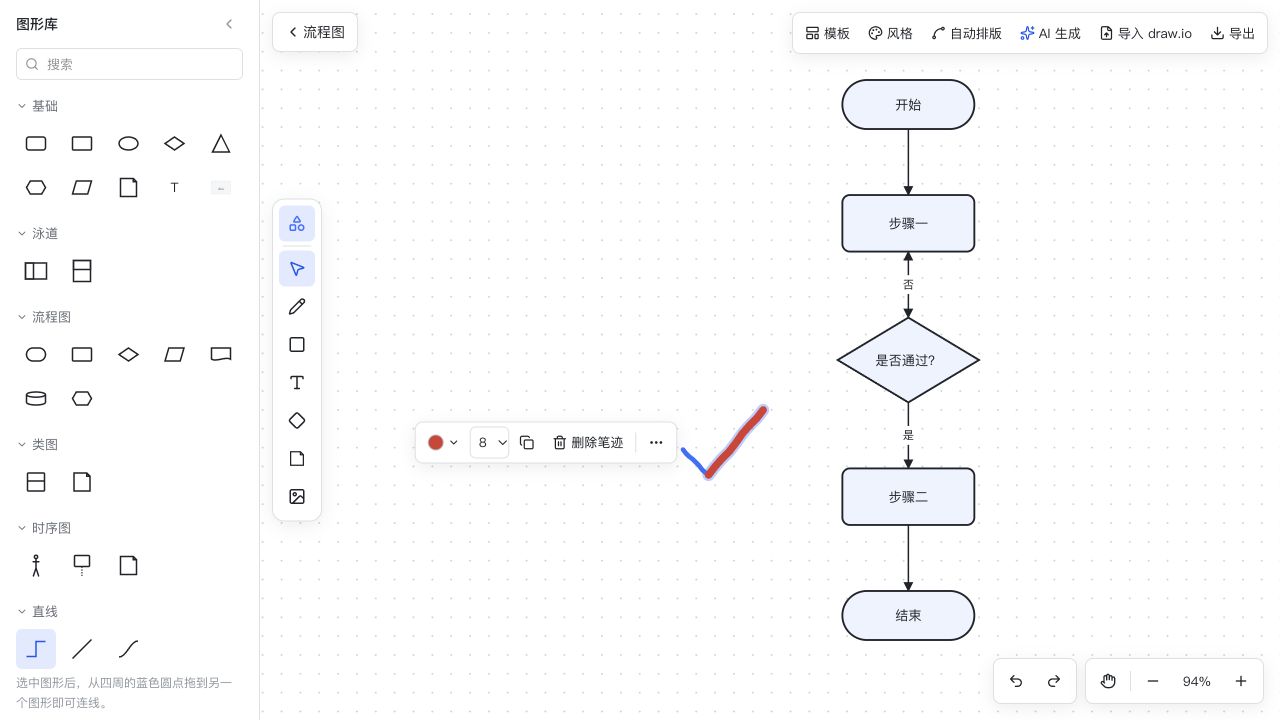 图形库
搜索
基础
T
泳道
流程图
类图
时序图
直线
选中图形后，从四周的蓝色圆点拖到另一
个图形即可连线。
流程图
模板 风格 自动排版 AI 生成 导入 draw.io 导出
8 删除笔迹
开始
步骤一
否
是否通过?
是
步骤二
结束
94%